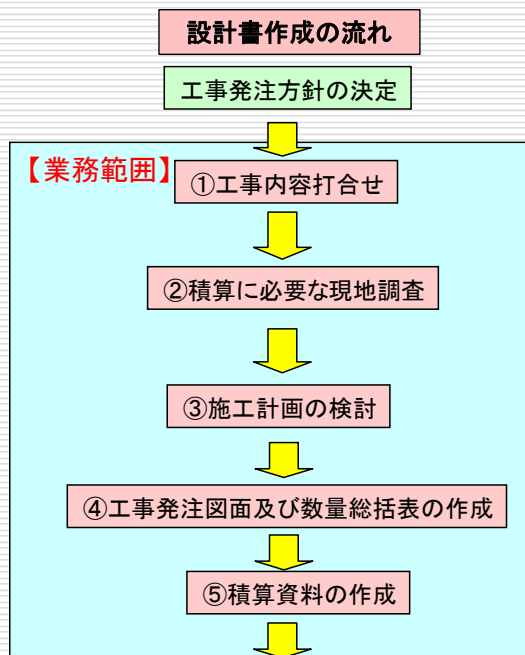 設計書作成の流れ
工事発注方針の決定
【業務範囲】
①工事内容打合せ
②積算に必要な現地調査
③施工計画の検討
④工事発注図面及び数量総括表の作成
⑤積算資料の作成